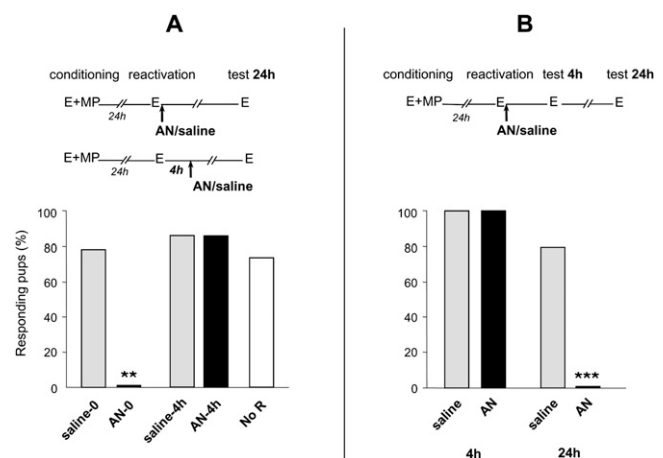 A
conditioning reactivation test 24h
E+MP E E
24h
AN/saline
E+MP E E
24h 4h
AN/saline
Responding pups (%)
100
80
60
40
20
0
**
saline-0 AN-0 saline-4h AN-4h No R
B
conditioning reactivation test 4h test 24h
E+MP E E E
24h
AN/saline
100
80
60
40
20
0
***
saline AN saline AN
4h 24h